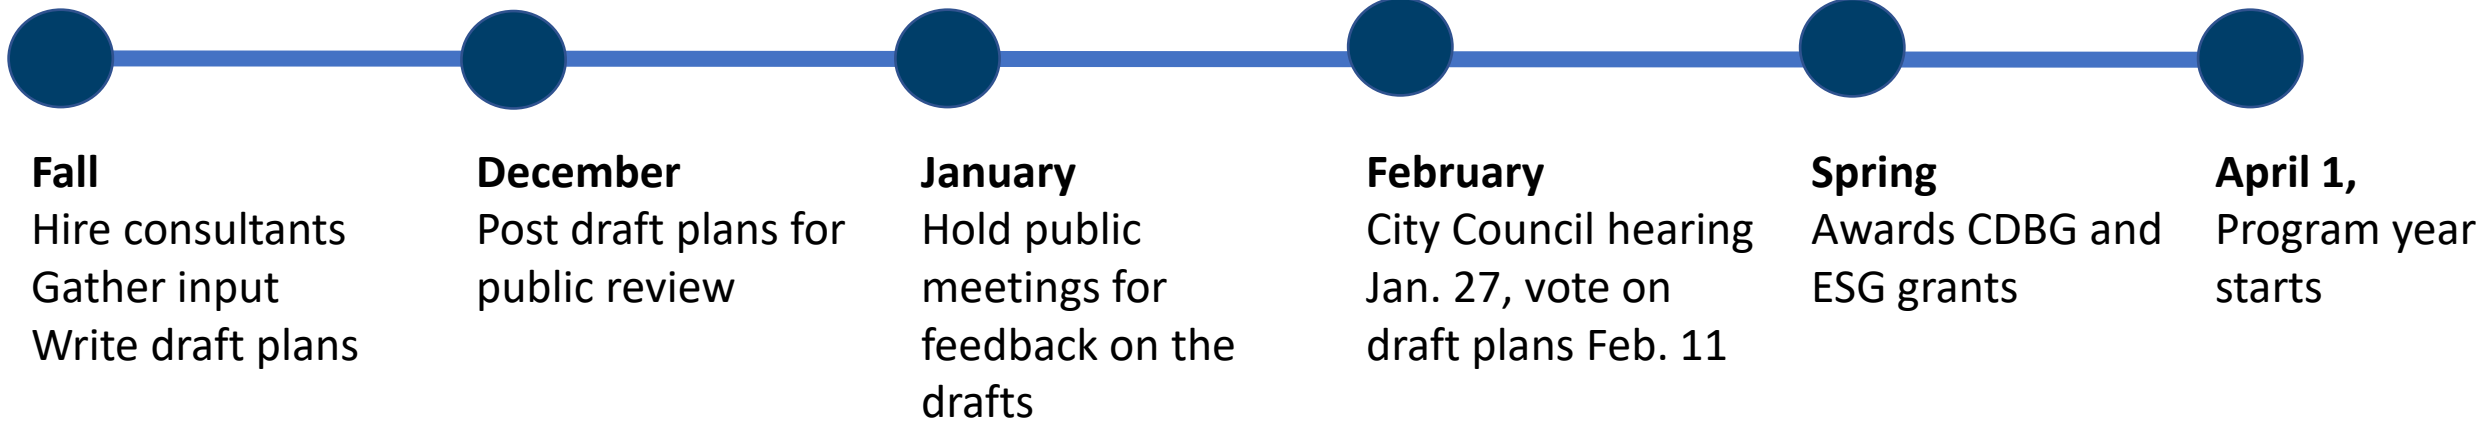 Fall
Hire consultants
Gather input
Write draft plans
December
Post draft plans for
public review
January
Hold public
meetings for
feedback on the
drafts
February
City Council hearing
Jan. 27, vote on
draft plans Feb. 11
Spring
Awards CDBG and
ESG grants
April 1,
Program year
starts